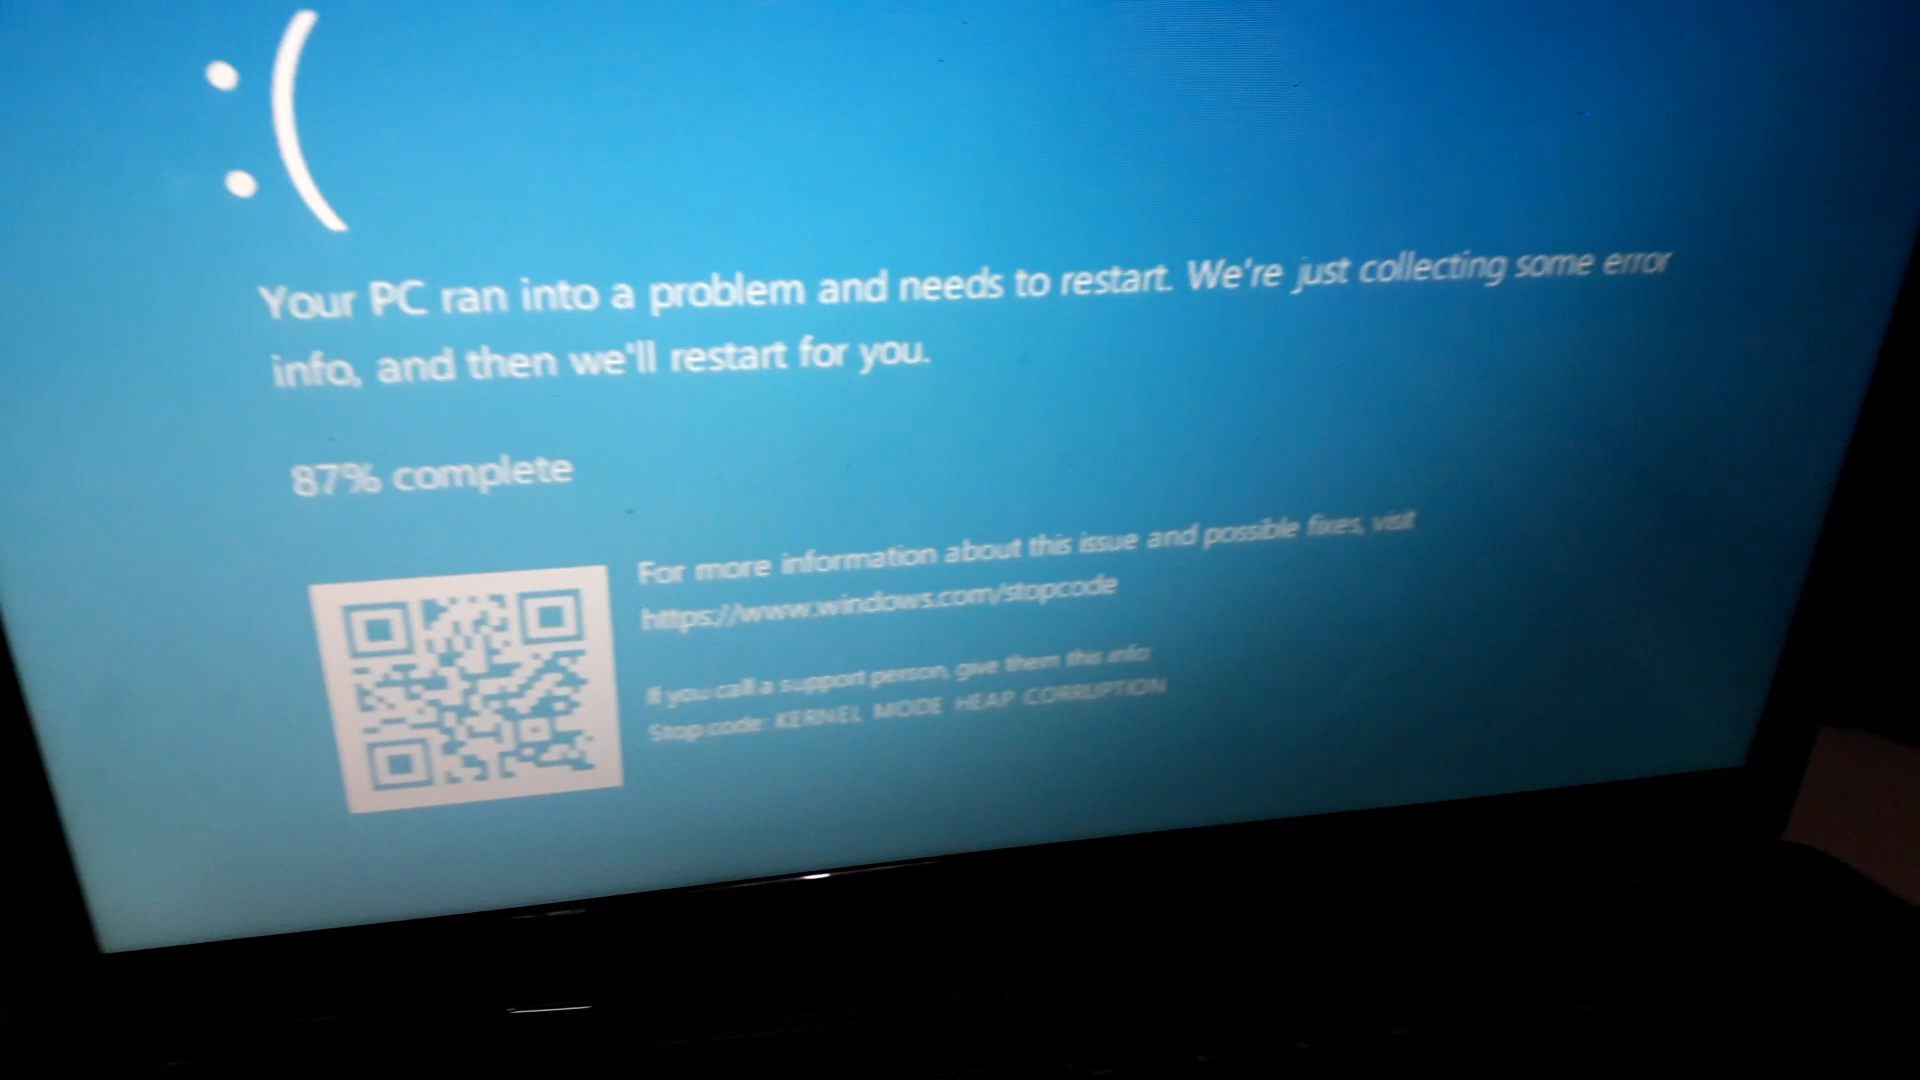 :(
Your PC ran into a problem and needs to restart. We're just collecting some error
info, and then we'll restart for you.
87% complete
For more information about this issue and possible fixes, visit
https://www.windows.com/stopcode
If you call a support person, give them this info:
Stop code: KERNEL MODE HEAP CORRUPTION